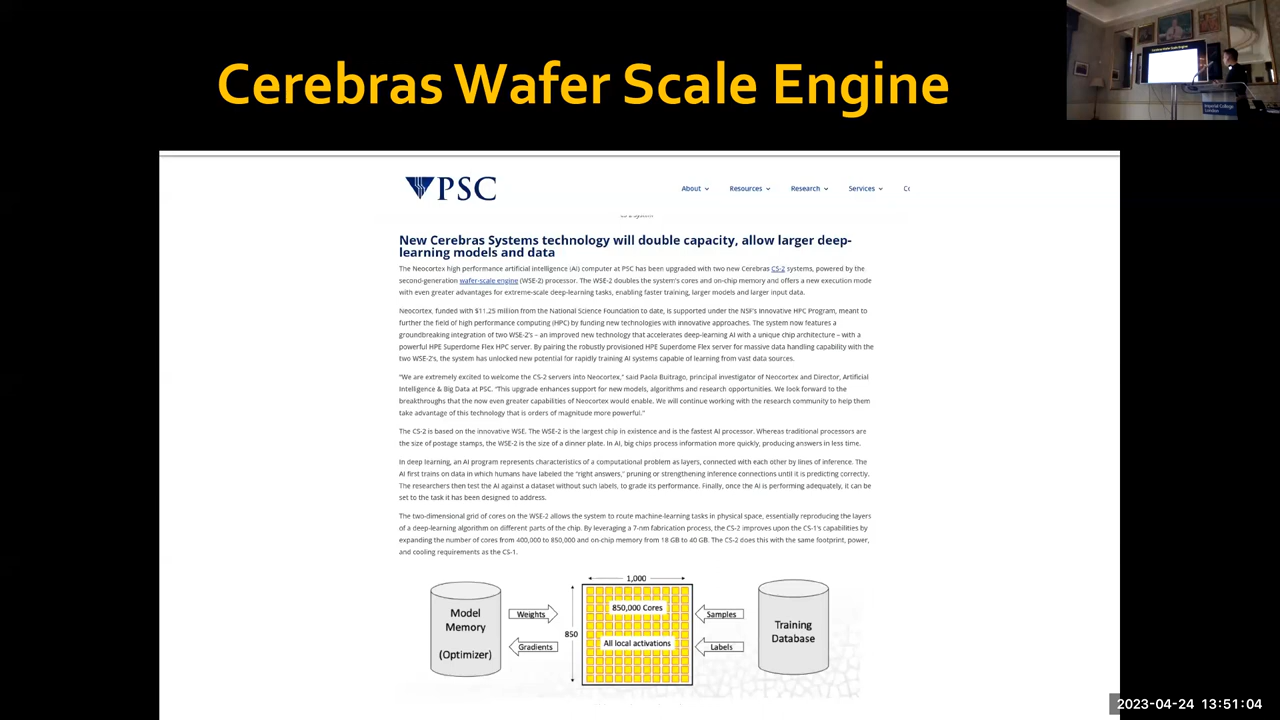 Cerebras Wafer Scale Engine
Imperial College
London
PSC
About
Resources
Research
Services
New Cerebras Systems technology will double capacity, allow larger deep-
learning models and data
The Neocortex high performance artificial intelligence (AI) computer at PSC has been upgraded with two new Cerebras CS-2 systems, powered by the
second-generation wafer-scale engine (WSE-2) processor. The WSE-2 doubles the system's cores and on-chip memory and offers a new execution mode
with even greater advantages for extreme-scale deep-learning tasks, enabling faster training, larger models and larger input data.
Neocortex, funded with $11.25 million from the National Science Foundation to date, is supported under the NSF's Innovative HPC Program, meant to
further the field of high performance computing (HPC) by funding new technologies with innovative approaches. The system now features a
groundbreaking integration of two WSE-2's – an improved new technology that accelerates deep-learning AI with a unique chip architecture – with a
powerful HPE Superdome Flex HPC server. By pairing the robustly provisioned HPE Superdome Flex server for massive data handling capability with the
two WSE-2's, the system has unlocked new potential for rapidly training AI systems capable of learning from vast data sources.
"We are extremely excited to welcome the CS-2 servers into Neocortex," said Paola Buitrago, principal investigator of Neocortex and Director, Artificial
Intelligence & Big Data at PSC. "This upgrade enhances support for new models, algorithms and research opportunities. We look forward to the
breakthroughs that the now even greater capabilities of Neocortex would enable. We will continue working with the research community to help them
take advantage of this technology that is orders of magnitude more powerful."
The CS-2 is based on the innovative WSE. The WSE-2 is the largest chip in existence and is the fastest AI processor. Whereas traditional processors are
the size of postage stamps, the WSE-2 is the size of a dinner plate. In AI, big chips process information more quickly, producing answers in less time.
In deep learning, an AI program represents characteristics of a computational problem as layers, connected with each other by lines of inference. The
AI first trains on data in which humans have labeled the "right answers," pruning or strengthening inference connections until it is predicting correctly.
The researchers then test the AI against a dataset without such labels, to grade its performance. Finally, once the AI is performing adequately, it can be
set to the task it has been designed to address.
The two-dimensional grid of cores on the WSE-2 allows the system to route machine-learning tasks in physical space, essentially reproducing the layers
of a deep-learning algorithm on different parts of the chip. By leveraging a 7-nm fabrication process, the CS-2 improves upon the CS-1's capabilities by
expanding the number of cores from 400,000 to 850,000 and on-chip memory from 18 GB to 40 GB. The CS-2 does this with the same footprint, power,
and cooling requirements as the CS-1.
Model
Memory
(Optimizer)
Weights
Gradients
1,000
850
850,000 Cores
All local activations
Samples
Labels
Training
Database
2023-04-24 13:51:04